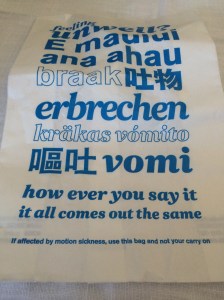 feeling
unwell?
E māuiui
ana ahau
braak 吐物
erbrechen
kräkas vómito
嘔吐 vomi
how ever you say it
it all comes out the same
If affected by motion sickness, use this bag and not your carry on